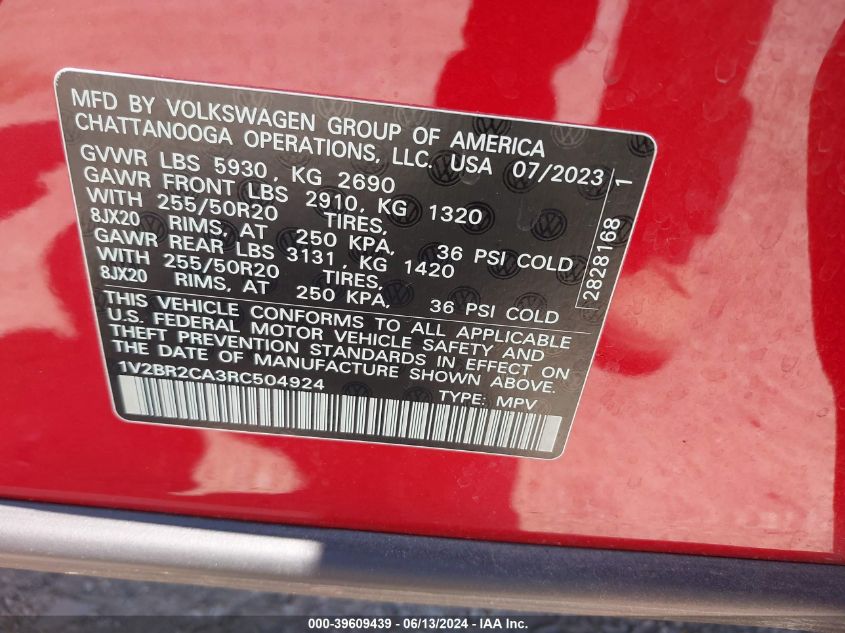 MFD BY VOLKSWAGEN GROUP OF AMERICA
CHATTANOOGA OPERATIONS, LLC. USA 07/2023
GVWR LBS 5930, KG 2690
GAWR FRONT LBS 2910, KG 1320
WITH 255/50R20 TIRES,
8JX20 RIMS, AT 250 KPA, 36 PSI COLD
GAWR REAR LBS 3131, KG 1420
WITH 255/50R20 TIRES,
8JX20 RIMS, AT 250 KPA, 36 PSI COLD
THIS VEHICLE CONFORMS TO ALL APPLICABLE
U.S. FEDERAL MOTOR VEHICLE SAFETY AND
THEFT PREVENTION STANDARDS IN EFFECT ON
THE DATE OF MANUFACTURE SHOWN ABOVE.
1V2BR2CA3RC504924 TYPE: MPV
2828168 1
000-39609439 - 06/13/2024 - IAA Inc.